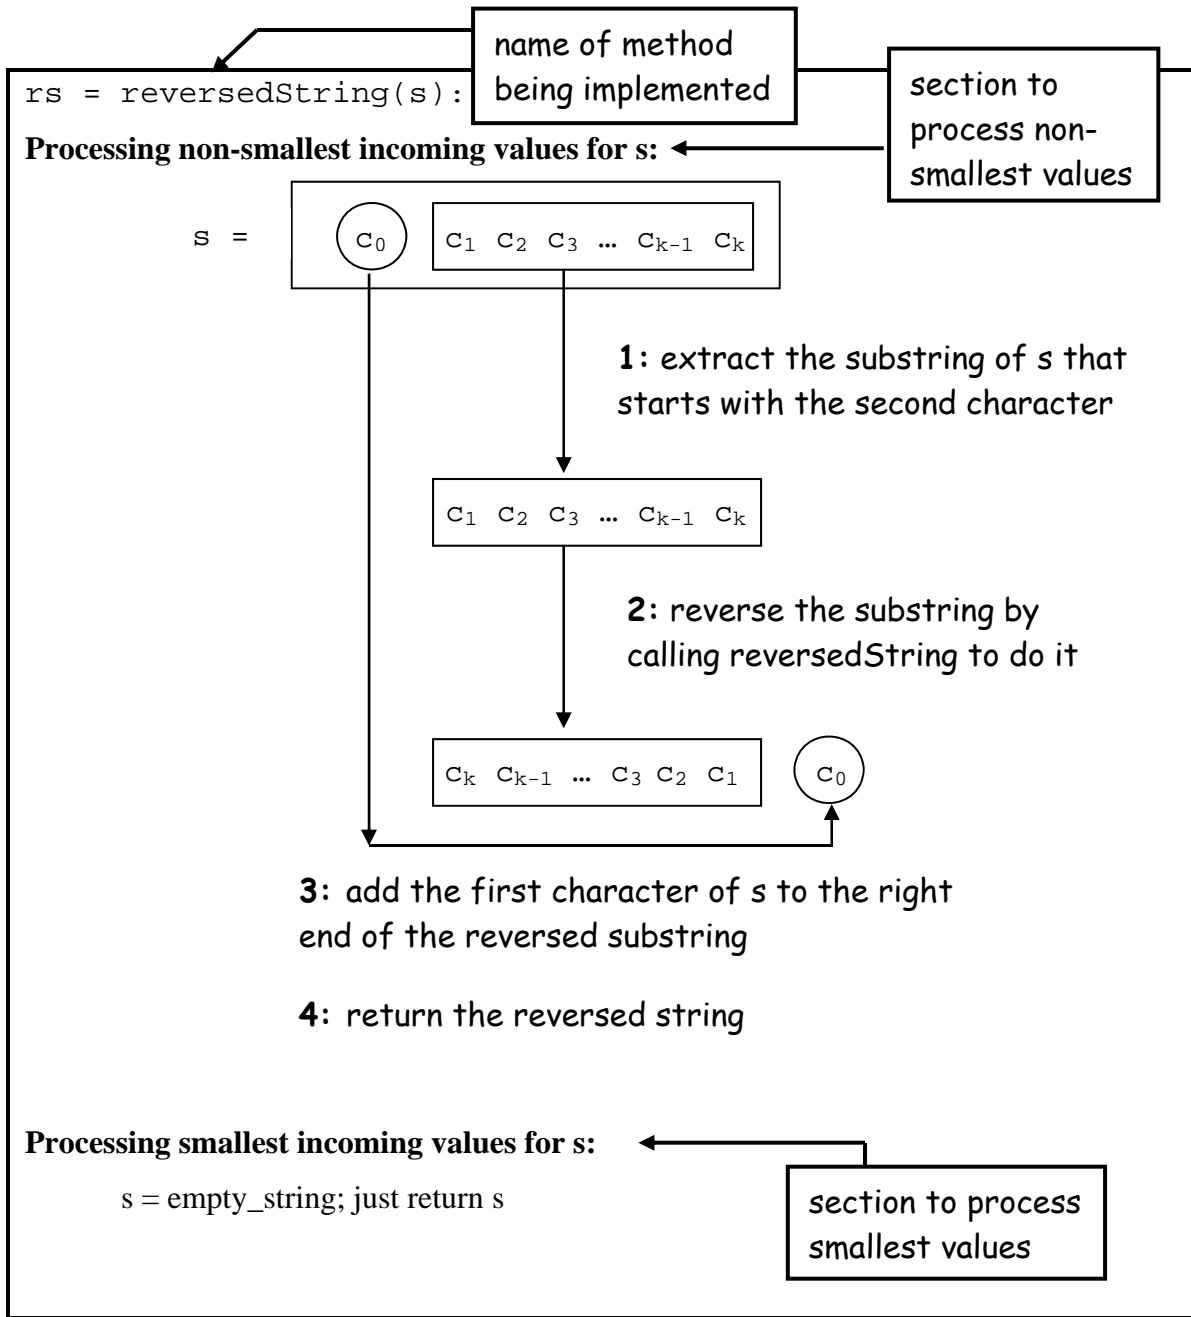 name of method
being implemented
rs = reversedString(s):
section to
process non-
smallest values
Processing non-smallest incoming values for s:
s = c₀ c₁ c₂ c₃ … cₖ₋₁ cₖ
1: extract the substring of s that
starts with the second character
c₁ c₂ c₃ … cₖ₋₁ cₖ
2: reverse the substring by
calling reversedString to do it
cₖ cₖ₋₁ … c₃ c₂ c₁ c₀
3: add the first character of s to the right
end of the reversed substring
4: return the reversed string
Processing smallest incoming values for s:
s = empty_string; just return s
section to process
smallest values